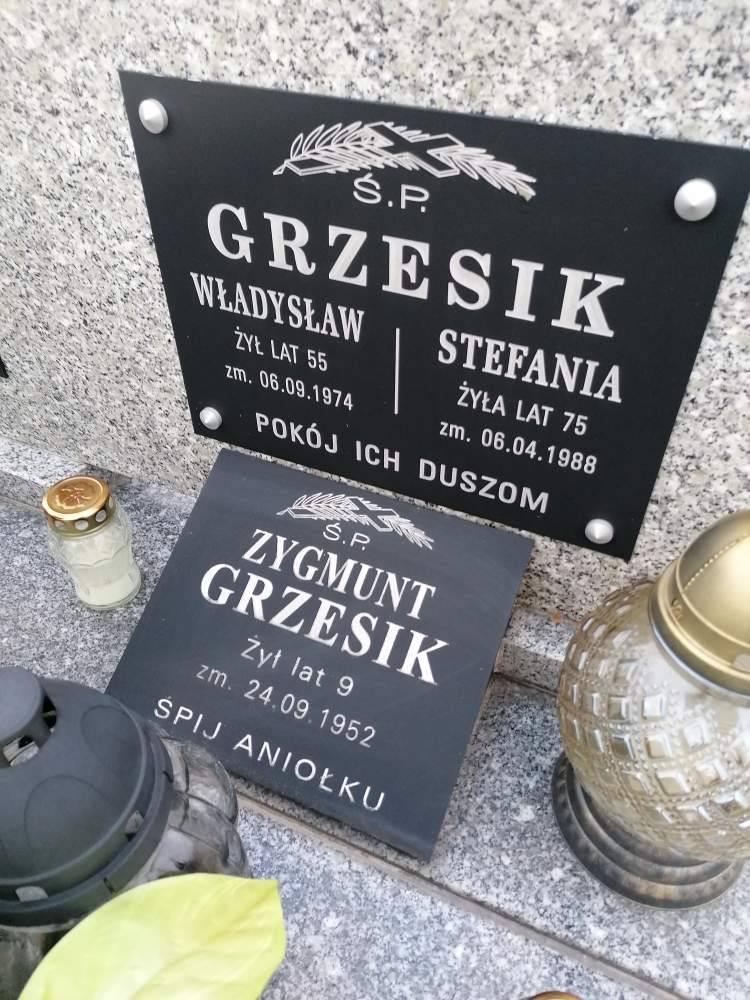 Ś.P.
GRZESIK
WŁADYSŁAW
ŻYŁ LAT 55
zm. 06.09.1974
STEFANIA
ŻYŁA LAT 75
zm. 06.04.1988
POKÓJ ICH DUSZOM
Ś.P.
ZYGMUNT
GRZESIK
Żył lat 9
zm. 24.09.1952
ŚPIJ ANIOŁKU